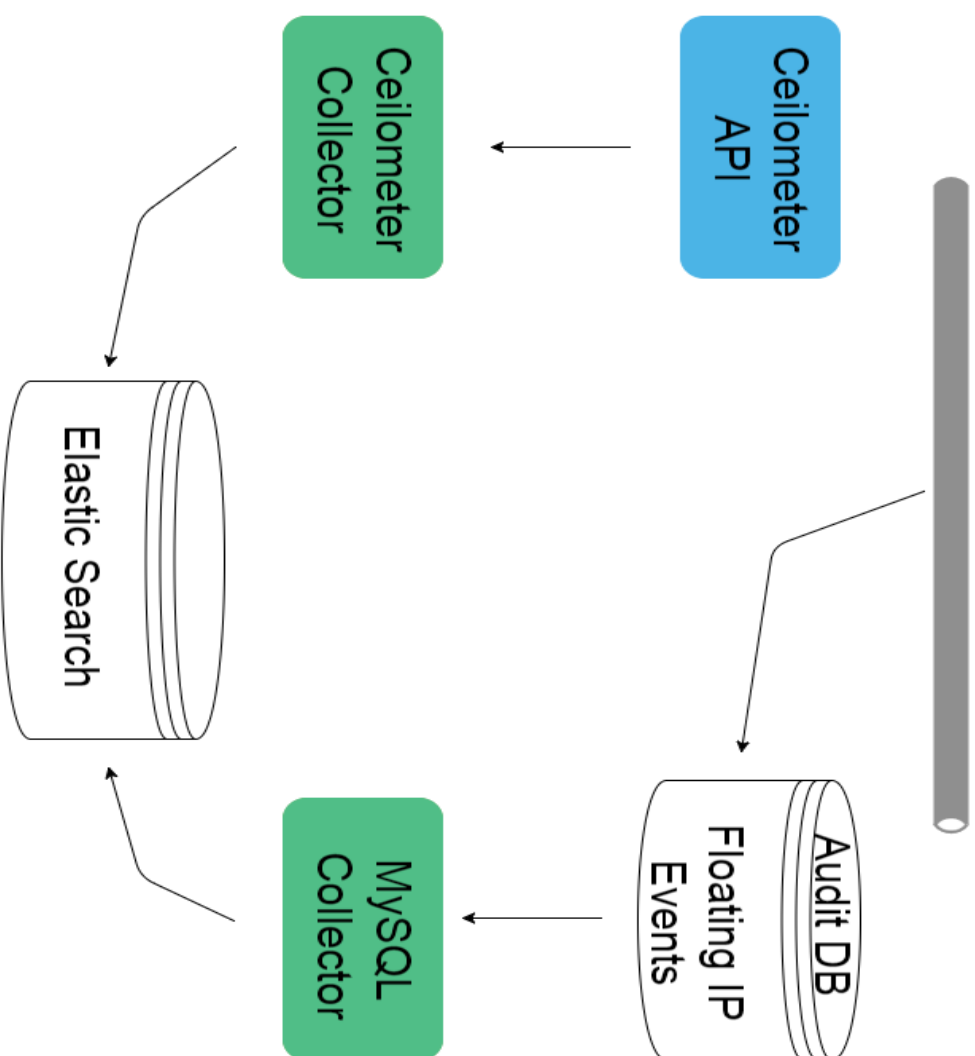 Ceilometer
API
Audit DB
Floating IP
Events
Ceilometer
Collector
MySQL
Collector
Elastic Search